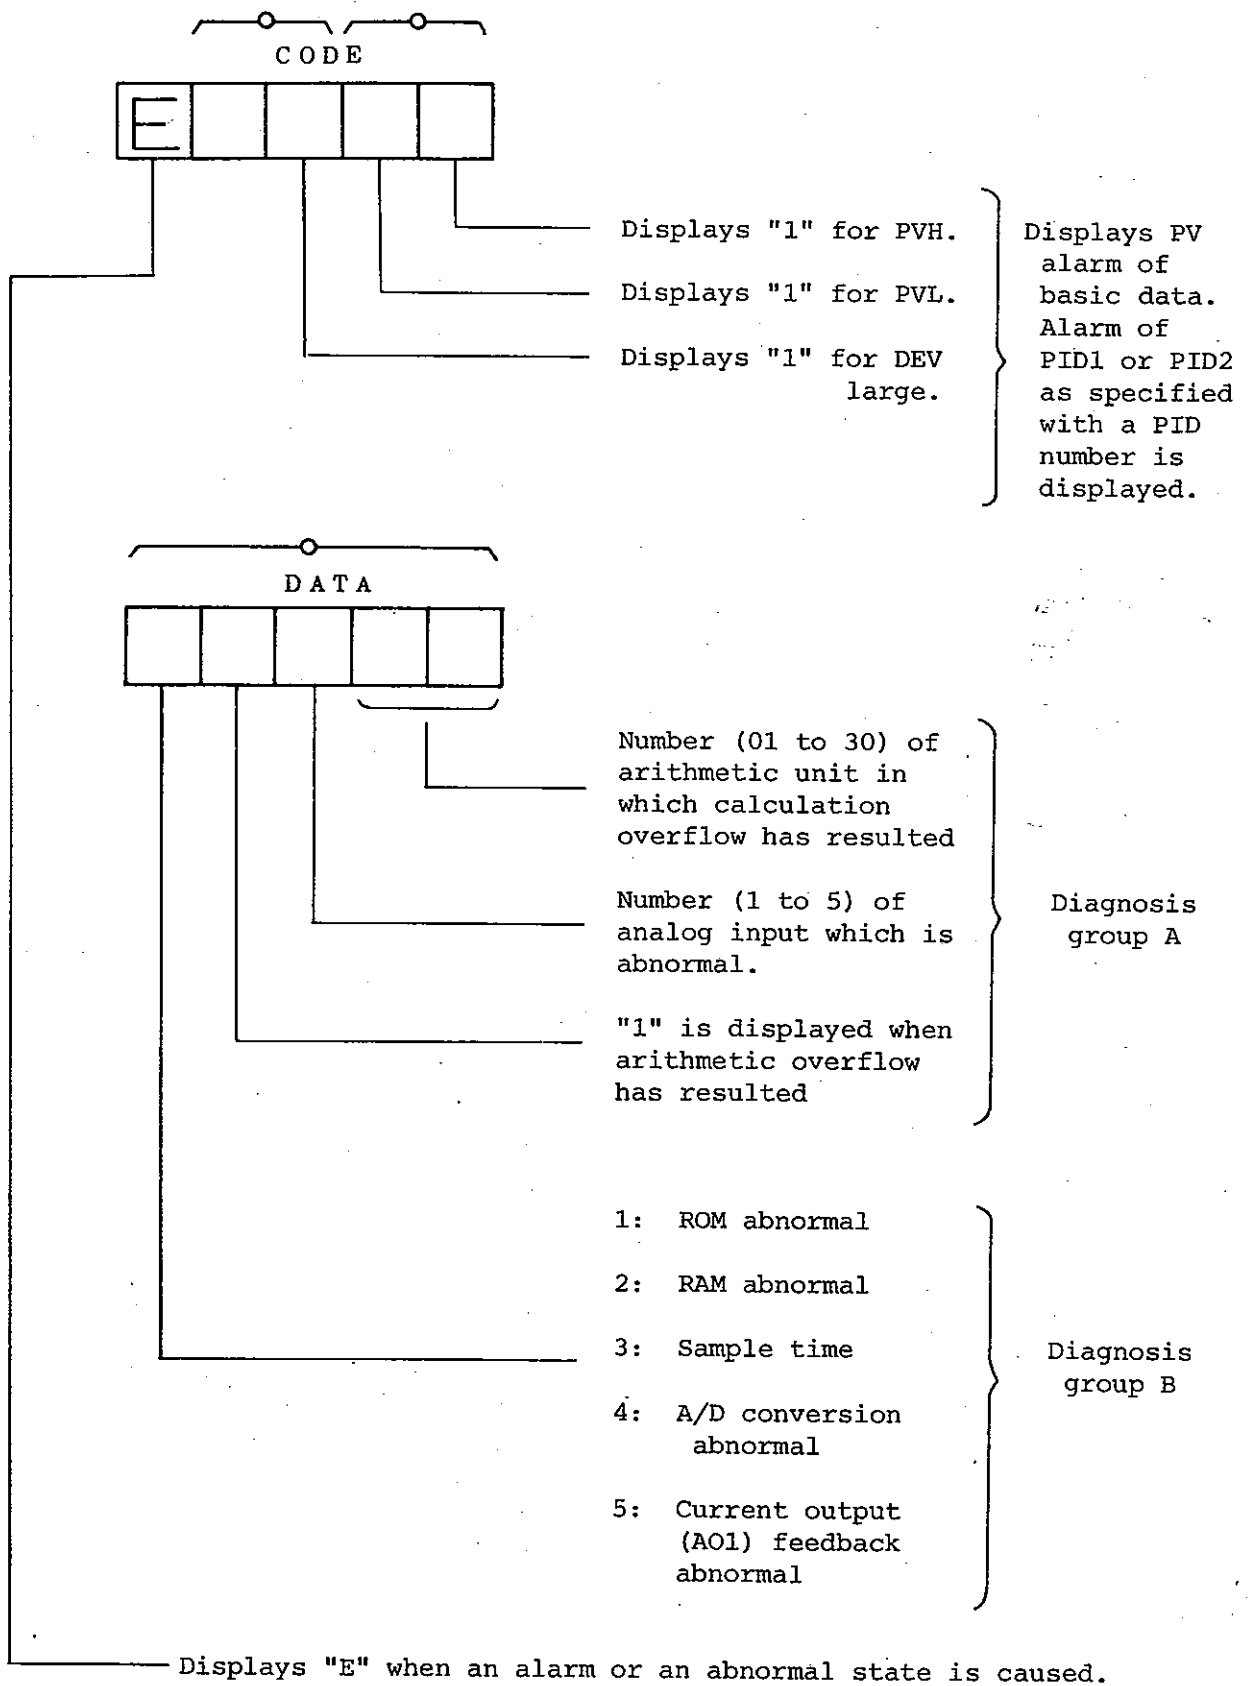 CODE
E
Displays "1" for PVH.
Displays "1" for PVL.
Displays "1" for DEV
large.
Displays PV
alarm of
basic data.
Alarm of
PID1 or PID2
as specified
with a PID
number is
displayed.
DATA
Number (01 to 30) of
arithmetic unit in
which calculation
overflow has resulted
Number (1 to 5) of
analog input which is
abnormal.
"1" is displayed when
arithmetic overflow
has resulted
Diagnosis
group A
1: ROM abnormal
2: RAM abnormal
3: Sample time
4: A/D conversion
abnormal
5: Current output
(AO1) feedback
abnormal
Diagnosis
group B
Displays "E" when an alarm or an abnormal state is caused.